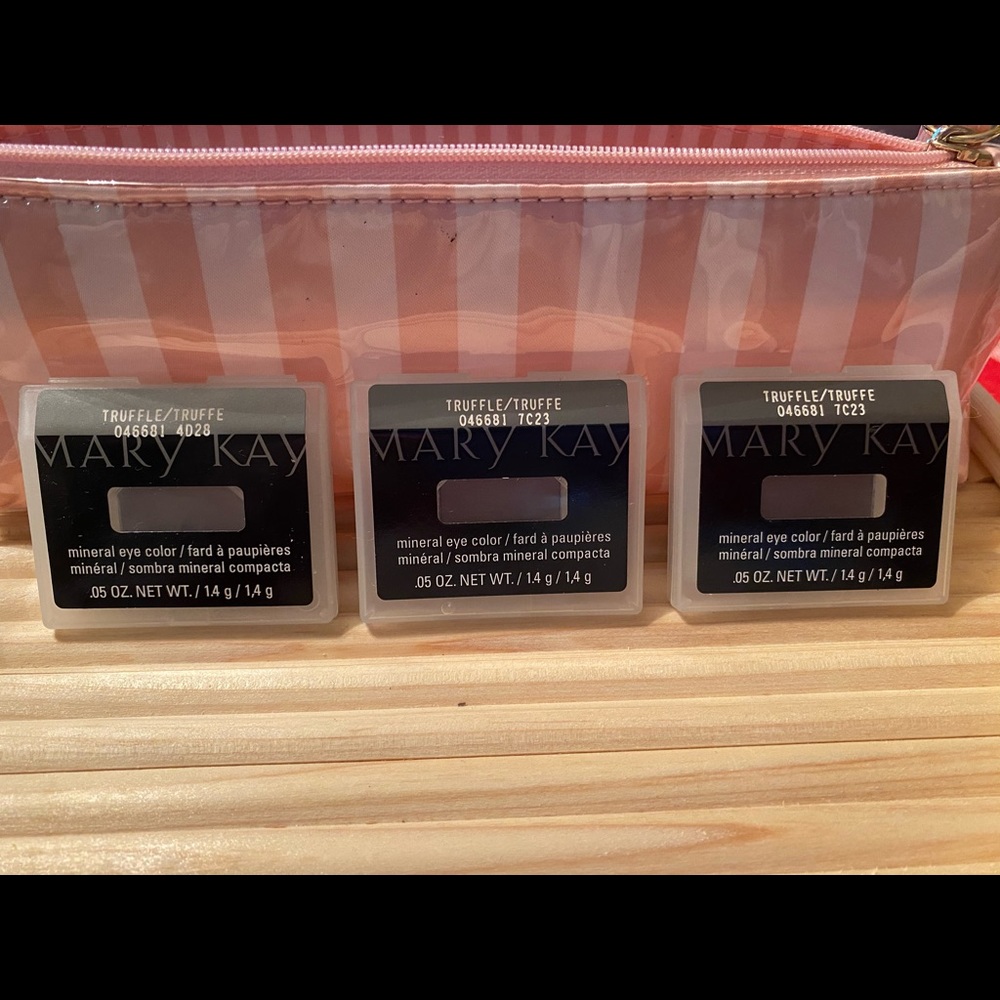 TRUFFLE/TRUFFE
046681 4D28
MARY KAY
mineral eye color / fard à paupières
minéral / sombra mineral compacta
.05 OZ. NET WT. / 1.4 g / 1,4 g
TRUFFLE/TRUFFE
046681 7C23
MARY KAY
mineral eye color / fard à paupières
minéral / sombra mineral compacta
.05 OZ. NET WT. / 1.4 g / 1,4 g
TRUFFLE/TRUFFE
046681 7C23
MARY KAY
mineral eye color / fard à paupières
minéral / sombra mineral compacta
.05 OZ. NET WT. / 1.4 g / 1,4 g